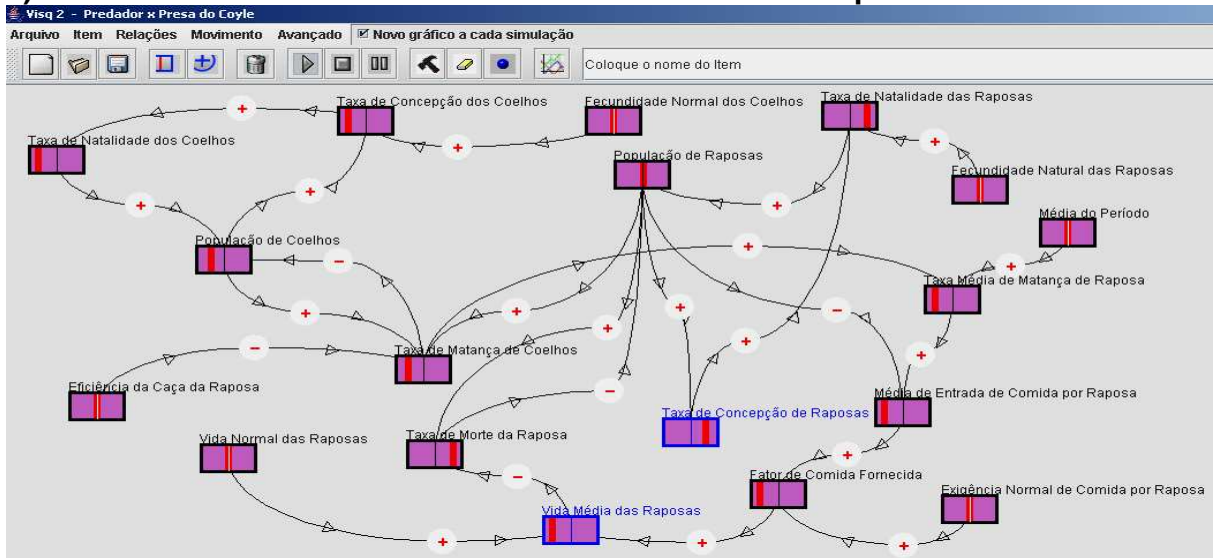 Visq 2 - Predador x Presa do Coyle
Arquivo Item Relações Movimento Avançado Novo gráfico a cada simulação
Coloque o nome do Item
Taxa de Concepção dos Coelhos
Fecundidade Normal dos Coelhos
Taxa de Natalidade das Raposas
+
Taxa de Natalidade dos Coelhos
+
+
População de Raposas
Fecundidade Natural das Raposas
+
+
+
Média do Período
População de Coelhos
+
+
-
Taxa Média de Matança de Raposa
+
+
+
-
+
Taxa de Matança de Coelhos
-
+
+
Eficiência da Caça da Raposa
-
Média de Entrada de Comida por Raposa
Taxa de Concepção de Raposas
Vida Normal das Raposas
Taxa de Morte da Raposa
+
-
Fator de Comida Fornecida
Exigência Normal de Comida por Raposa
Vida Média das Raposas
+
+
+